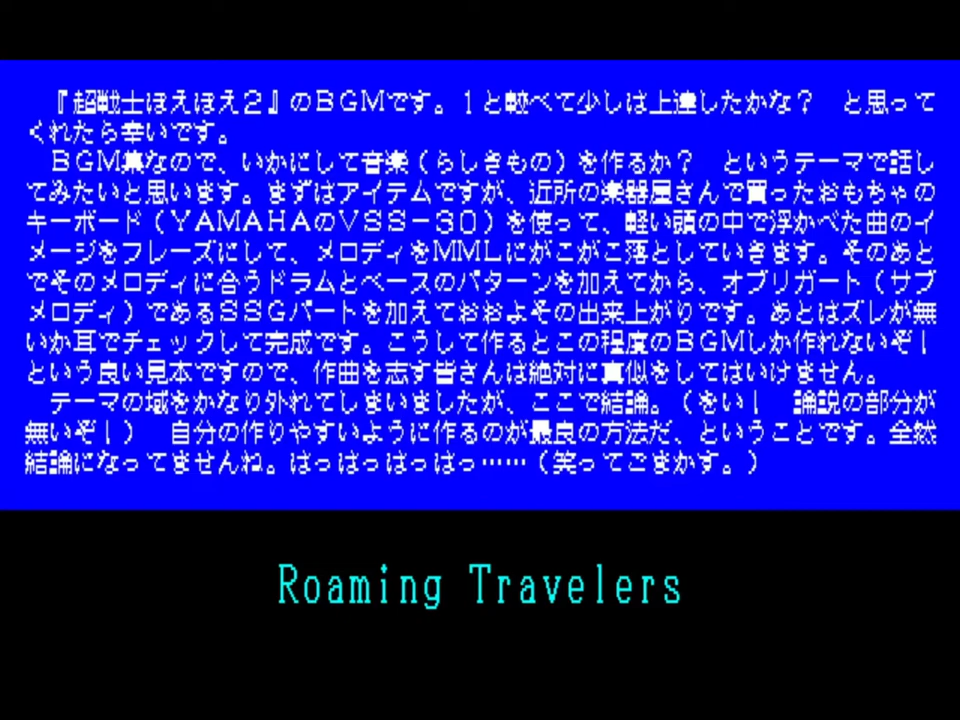 『超戦士ほえほえ２』のＢＧＭです。１と較べて少しは上達したかな？　と思って
くれたら幸いです。
ＢＧＭ集なので、いかにして音楽（らしきもの）を作るか？　というテーマで話し
てみたいと思います。まずはアイテムですが、近所の楽器屋さんで買ったおもちゃの
キーボード（ＹＡＭＡＨＡのＶＳＳ－３０）を使って、軽い頭の中で浮かべた曲のイ
メージをフレーズにして、メロディをＭＭＬにがこがこ落としていきます。そのあと
でそのメロディに合うドラムとベースのパターンを加えてから、オブリガート（サブ
メロディ）であるＳＳＧパートを加えておおよその出来上がりです。あとはズレが無
いか耳でチェックして完成です。こうして作るとこの程度のＢＧＭしか作れないぞ！
という良い見本ですので、作曲を志す皆さんは絶対に真似をしてはいけません。
テーマの域をかなり外れてしまいましたが、ここで結論。（をい！　論説の部分が
無いぞ！）　自分の作りやすいように作るのが最良の方法だ、ということです。全然
結論になってませんね。はっはっはっはっ……（笑ってごまかす。）
Roaming Travelers